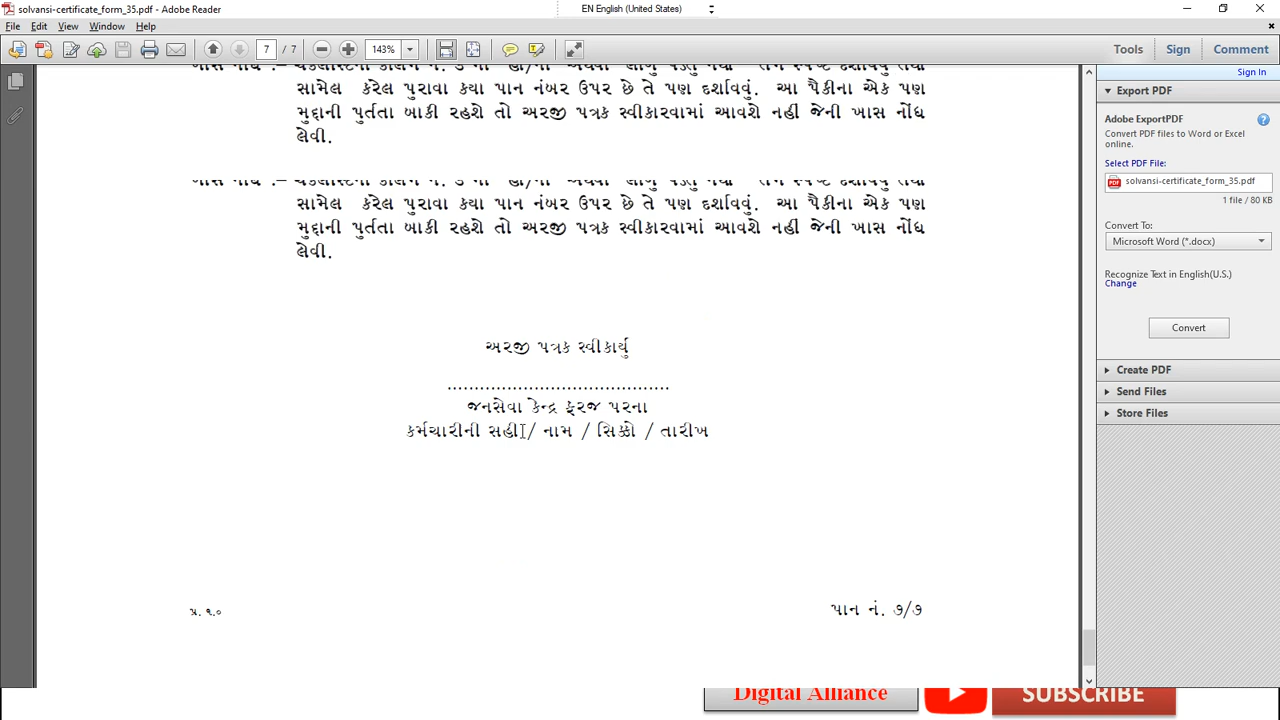 solvansi-certificate_form_35.pdf - Adobe Reader
EN English (United States)
File Edit View Window Help
7 / 7
143%
Tools Sign Comment
Sign In
સામેલ કરેલ પુરાવા કયા પાન નંબર ઉપર છે તે પણ દર્શાવવું. આ પૈકીના એક પણ
મુદ્દાની પુર્તતા બાકી રહશે તો અરજી પત્રક સ્વીકારવામાં આવશે નહીં જેની ખાસ નોંધ
લેવી.
સામેલ કરેલ પુરાવા કયા પાન નંબર ઉપર છે તે પણ દર્શાવવું. આ પૈકીના એક પણ
મુદ્દાની પુર્તતા બાકી રહશે તો અરજી પત્રક સ્વીકારવામાં આવશે નહીં જેની ખાસ નોંધ
લેવી.
અરજી પત્રક સ્વીકાર્યું
.........................................
જનસેવા કેન્દ્ર ફરજ પરના
કર્મચારીની સહી / નામ / સિક્કો / તારીખ
પ્ર. ૧.૦
પાન નં. ૭/૭
Export PDF
Adobe ExportPDF
Convert PDF files to Word or Excel
online.
Select PDF File:
solvansi-certificate_form_35.pdf
1 file / 80 KB
Convert To:
Microsoft Word (*.docx)
Recognize Text in English(U.S.)
Change
Convert
Create PDF
Send Files
Store Files
Digital Alliance
SUBSCRIBE